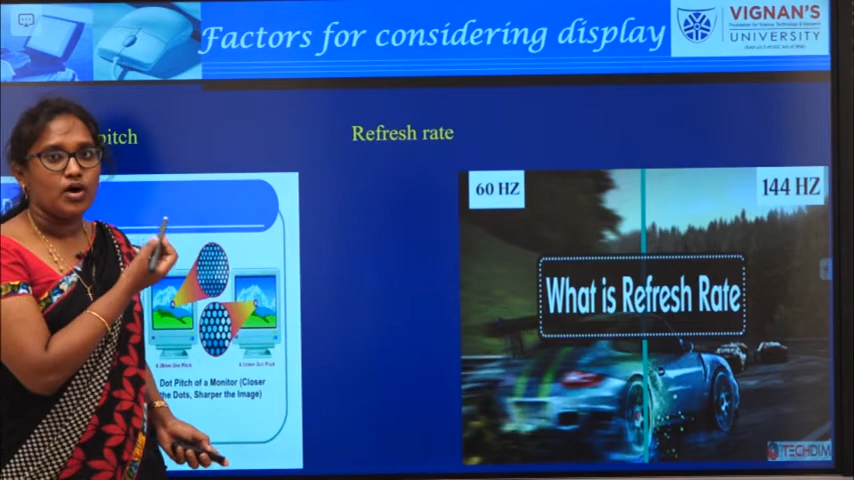 Factors for considering display
VIGNAN'S
UNIVERSITY
pitch
Refresh rate
60 HZ
144 HZ
What is Refresh Rate
Dot Pitch of a Monitor (Closer
the Dots, Sharper the Image)
TECHDIM